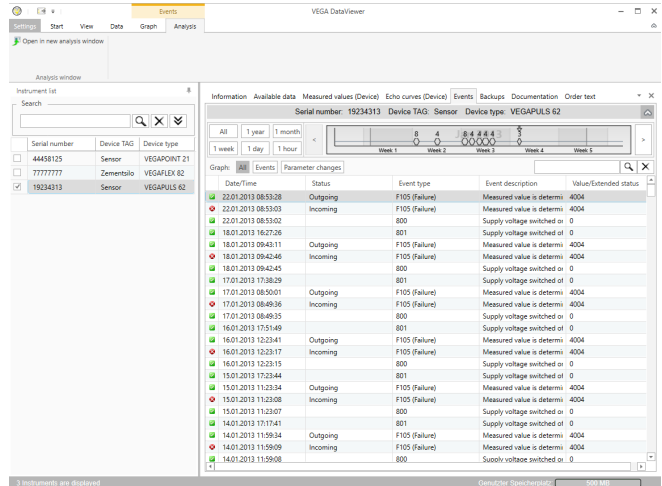 Events
VEGA DataViewer
Settings Start View Data Graph Analysis
Open in new analysis window
Analysis window
Instrument list
Search
Serial number Device TAG Device type
44458125 Sensor VEGAPOINT 21
77777777 Zementsilo VEGAFLEX 82
19234313 Sensor VEGAPULS 62
Information Available data Measured values (Device) Echo curves (Device) Events Backups Documentation Order text
Serial number: 19234313 Device TAG: Sensor Device type: VEGAPULS 62
All 1 year 1 month
1 week 1 day 1 hour
< 8 4 8 4 4 4 4 3 >
Week 1 Week 2 Week 3 Week 4 Week 5
Graph: All Events Parameter changes
Date/Time Status Event type Event description Value/Extended status
22.01.2013 08:53:28 Outgoing F105 (Failure) Measured value is determi 4004
22.01.2013 08:53:03 Incoming F105 (Failure) Measured value is determi 4004
22.01.2013 08:53:02 800 Supply voltage switched or 0
18.01.2013 16:27:26 801 Supply voltage switched of 0
18.01.2013 09:43:11 Outgoing F105 (Failure) Measured value is determi 4004
18.01.2013 09:42:46 Incoming F105 (Failure) Measured value is determi 4004
18.01.2013 09:42:45 800 Supply voltage switched or 0
17.01.2013 17:38:29 801 Supply voltage switched of 0
17.01.2013 08:50:01 Outgoing F105 (Failure) Measured value is determi 4004
17.01.2013 08:49:36 Incoming F105 (Failure) Measured value is determi 4004
17.01.2013 08:49:35 800 Supply voltage switched or 0
16.01.2013 17:51:49 801 Supply voltage switched of 0
16.01.2013 12:23:41 Outgoing F105 (Failure) Measured value is determi 4004
16.01.2013 12:23:17 Incoming F105 (Failure) Measured value is determi 4004
16.01.2013 12:23:15 800 Supply voltage switched or 0
15.01.2013 17:23:44 801 Supply voltage switched of 0
15.01.2013 11:23:34 Outgoing F105 (Failure) Measured value is determi 4004
15.01.2013 11:23:08 Incoming F105 (Failure) Measured value is determi 4004
15.01.2013 11:23:07 800 Supply voltage switched or 0
14.01.2013 17:17:41 801 Supply voltage switched of 0
14.01.2013 11:59:34 Outgoing F105 (Failure) Measured value is determi 4004
14.01.2013 11:59:09 Incoming F105 (Failure) Measured value is determi 4004
14.01.2013 11:59:08 800 Supply voltage switched or 0
3 Instruments are displayed
Genutzter Speicherplatz: 500 MB